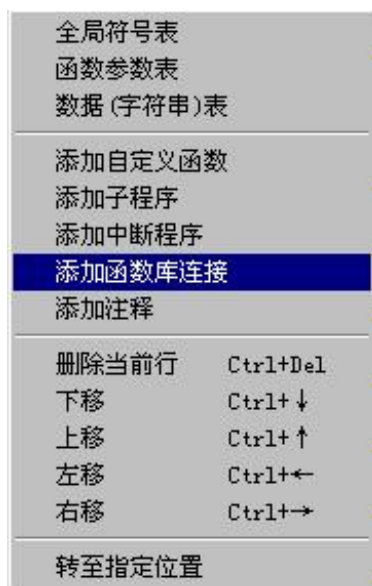 全局符号表
函数参数表
数据(字符串)表
添加自定义函数
添加子程序
添加中断程序
添加函数库连接
添加注释
删除当前行 Ctrl+Del
下移 Ctrl+↓
上移 Ctrl+↑
左移 Ctrl+←
右移 Ctrl+→
转至指定位置